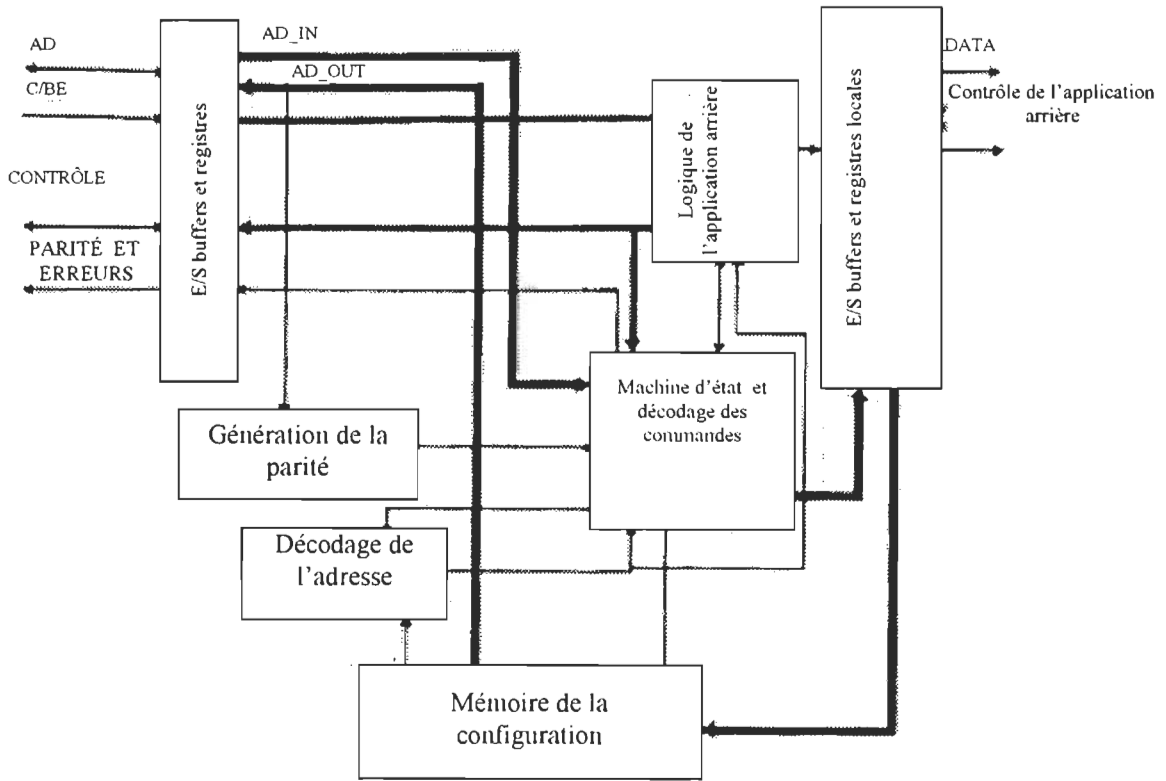 AD
C/BE
CONTRÔLE
PARITÉ ET
ERREURS
E/S buffers et registres
AD_IN
AD_OUT
Logique de
l'application arrière
E/S buffers et registres locales
DATA
Contrôle de l'application
arrière
Machine d'état et
décodage des
commandes
Génération de la
parité
Décodage de
l'adresse
Mémoire de la
configuration